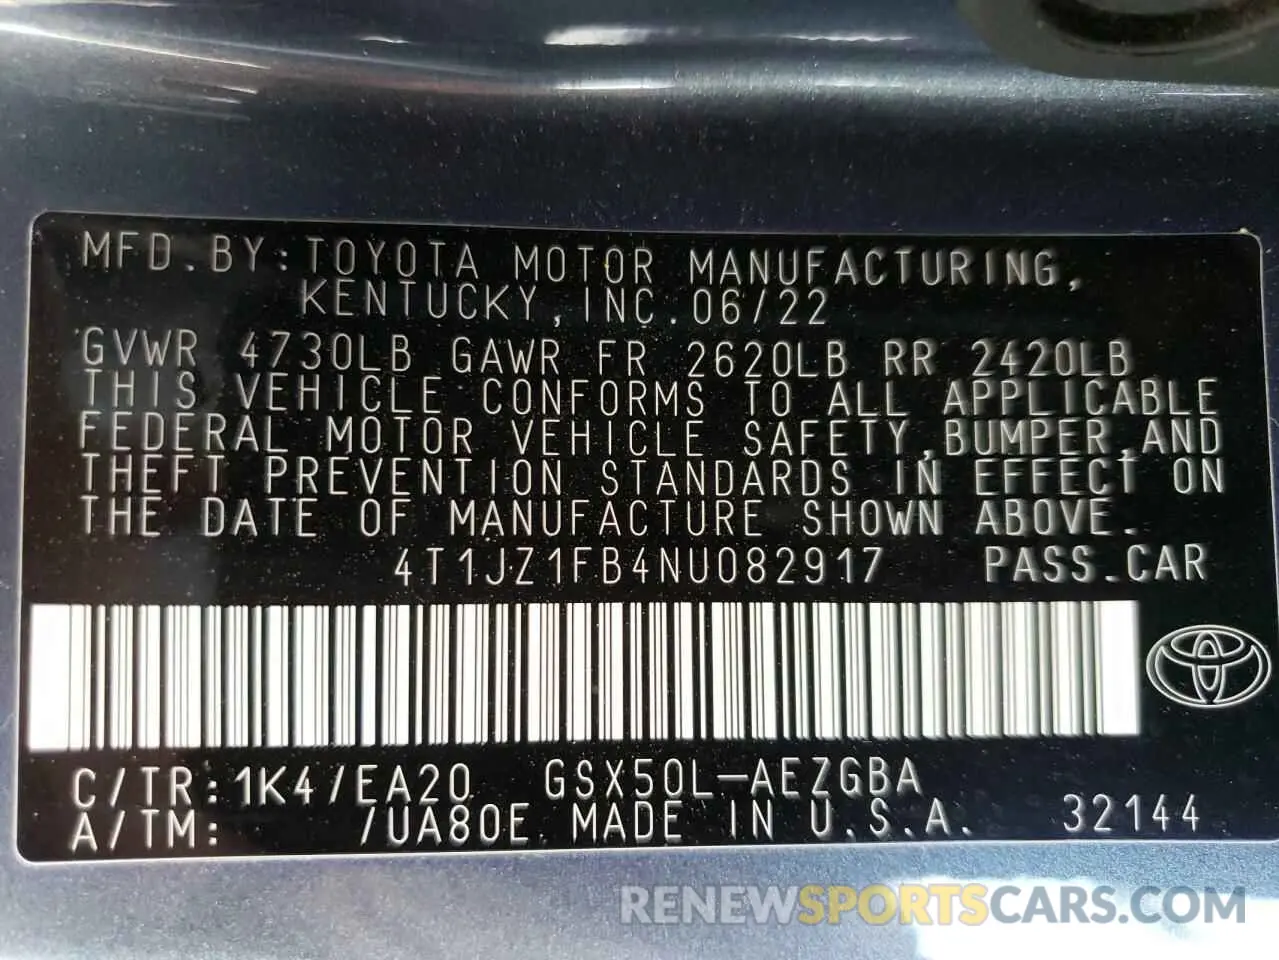 MFD.BY:TOYOTA MOTOR MANUFACTURING,
KENTUCKY,INC.06/22
GVWR 4730LB GAWR FR 2620LB RR 2420LB
THIS VEHICLE CONFORMS TO ALL APPLICABLE
FEDERAL MOTOR VEHICLE SAFETY,BUMPER,AND
THEFT PREVENTION STANDARDS IN EFFECT ON
THE DATE OF MANUFACTURE SHOWN ABOVE.
4T1JZ1FB4NU082917 PASS.CAR
C/TR:1K4/EA20 GSX50L-AEZGBA
A/TM: /UA80E MADE IN U.S.A. 32144
RENEWSPORTSCARS.COM